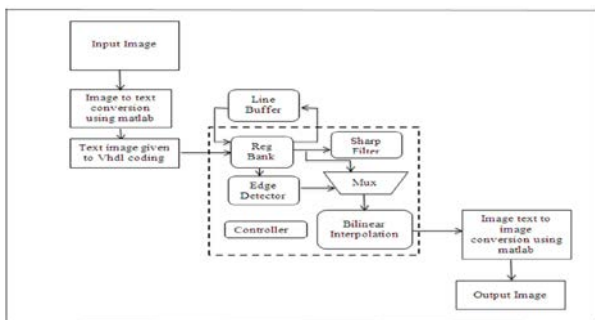 Input Image
Image to text
conversion
using matlab
Text image given
to Vhdl coding
Line
Buffer
Reg
Bank
Sharp
Filter
Edge
Detector
Mux
Controller
Bilinear
Interpolation
Image text to
image
conversion using
matlab
Output Image